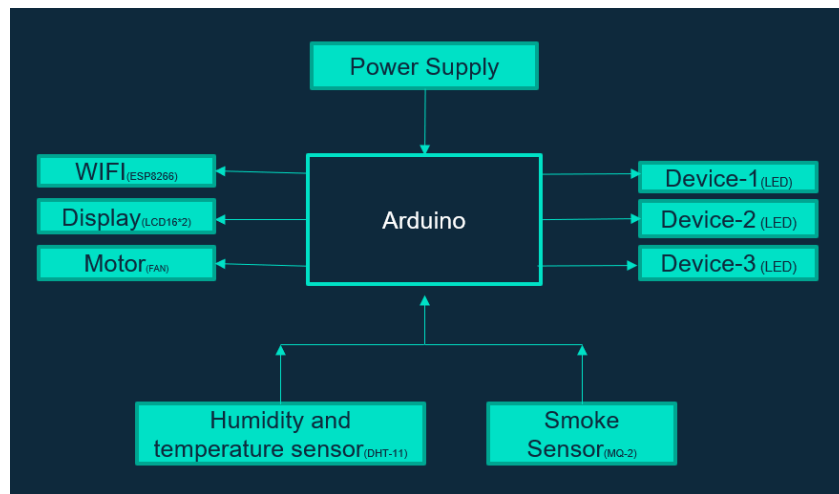 Power Supply
WIFI(ESP8266)
Display(LCD16*2)
Motor(FAN)
Arduino
Device-1(LED)
Device-2 (LED)
Device-3 (LED)
Humidity and
temperature sensor(DHT-11)
Smoke
Sensor(MQ-2)